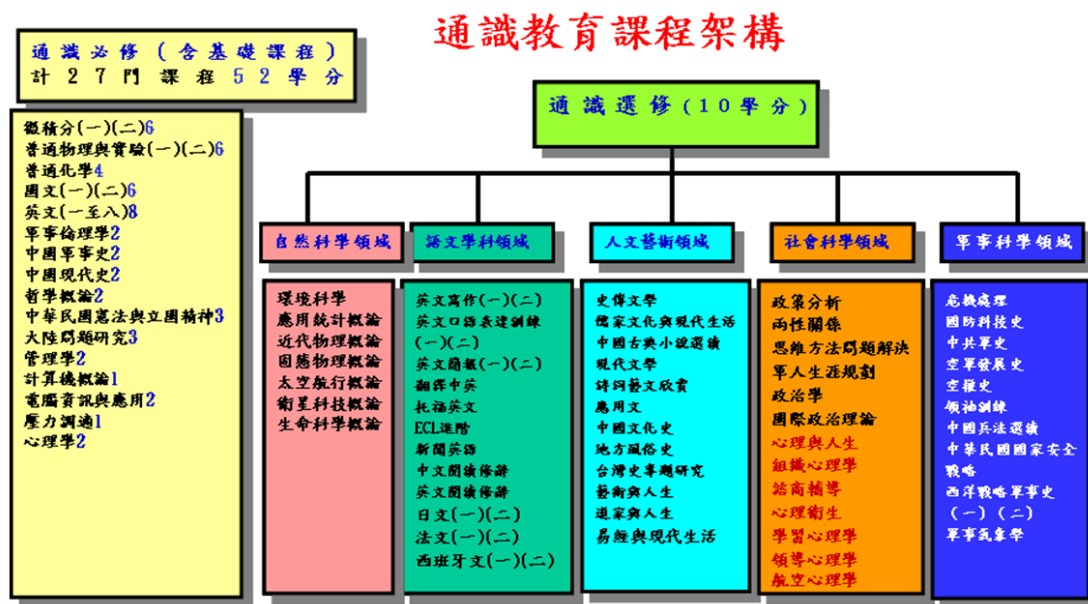 通識教育課程架構
通識必修(含基礎課程)
計27門課程52學分
微積分(一)(二)6
普通物理與實驗(一)(二)6
普通化學4
國文(一)(二)6
英文(一至八)8
軍事倫理學2
中國軍事史2
中國現代史2
哲學概論2
中華民國憲法與立國精神3
大陸問題研究3
管理學2
計算機概論1
電腦資訊與應用2
壓力調適1
心理學2
通識選修(10學分)
自然科學領域
環境科學
應用統計概論
近代物理概論
固態物理概論
太空航行概論
衛星科技概論
生命科學概論
語文學科領域
英文寫作(一)(二)
英文口語表達訓練
(一)(二)
英文簡報(一)(二)
翻譯中英
托福英文
ECL進階
新聞英語
中文閱讀修辭
英文閱讀修辭
日文(一)(二)
法文(一)(二)
西班牙文(一)(二)
人文藝術領域
史傳文學
儒家文化與現代生活
中國古典小說選讀
現代文學
詩詞藝文欣賞
應用文
中國文化史
地方風俗史
台灣史專題研究
藝術與人生
道家與人生
易經與現代生活
社會科學領域
政策分析
兩性關係
思維方法問題解決
軍人生涯規劃
政治學
國際政治理論
心理與人生
組織心理學
諮商輔導
心理衛生
學習心理學
領導心理學
航空心理學
軍事科學領域
危機處理
國防科技史
中共軍史
空軍發展史
空權史
領袖訓練
中國兵法選讀
中華民國國家安全
戰略
西洋戰略軍事史
(一)(二)
軍事氣象學